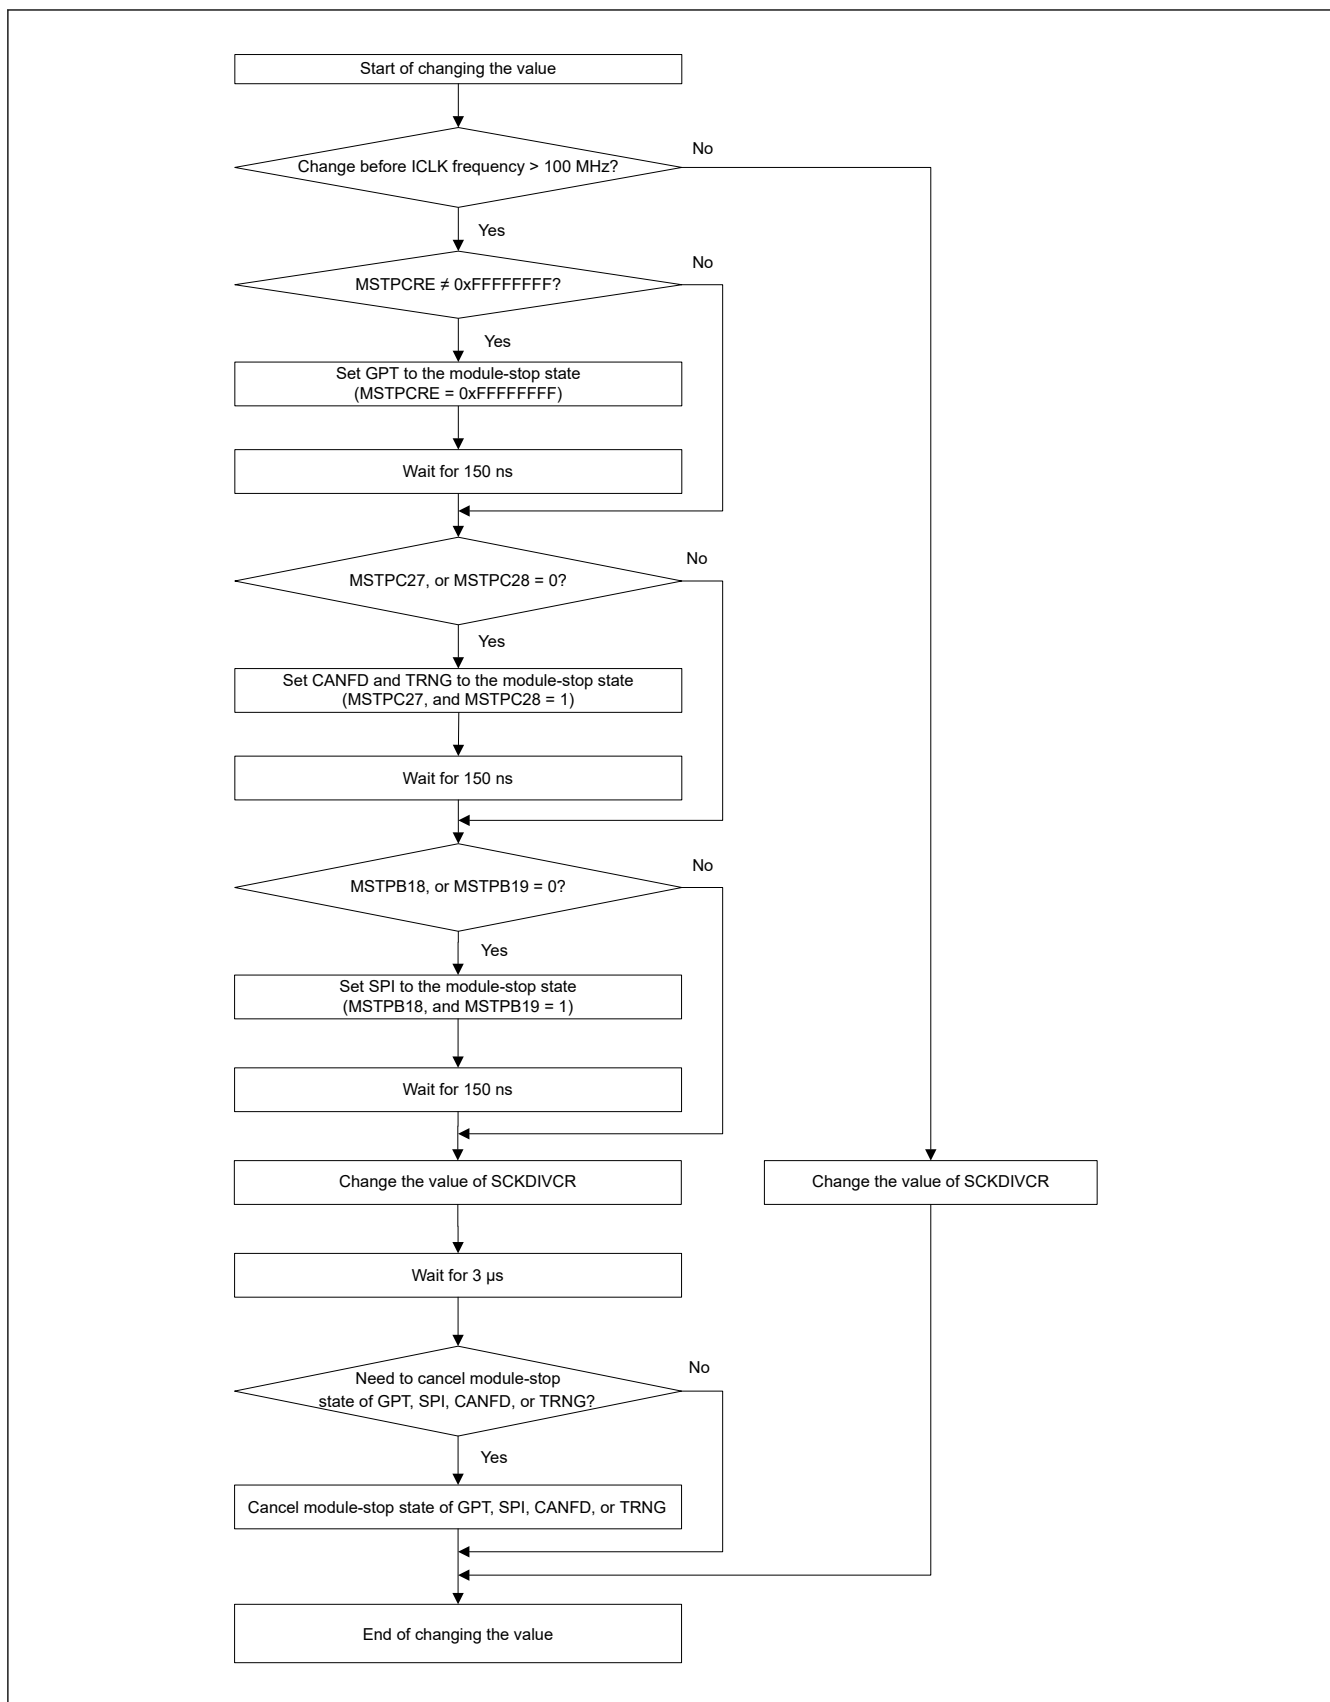 Start of changing the value
No
Change before ICLK frequency > 100 MHz?
Yes
No
MSTPCRE ≠ 0xFFFFFFFF?
Yes
Set GPT to the module-stop state
(MSTPCRE = 0xFFFFFFFF)
Wait for 150 ns
No
MSTPC27, or MSTPC28 = 0?
Yes
Set CANFD and TRNG to the module-stop state
(MSTPC27, and MSTPC28 = 1)
Wait for 150 ns
No
MSTPB18, or MSTPB19 = 0?
Yes
Set SPI to the module-stop state
(MSTPB18, and MSTPB19 = 1)
Wait for 150 ns
Change the value of SCKDIVCR
Change the value of SCKDIVCR
Wait for 3 µs
No
Need to cancel module-stop
state of GPT, SPI, CANFD, or TRNG?
Yes
Cancel module-stop state of GPT, SPI, CANFD, or TRNG
End of changing the value